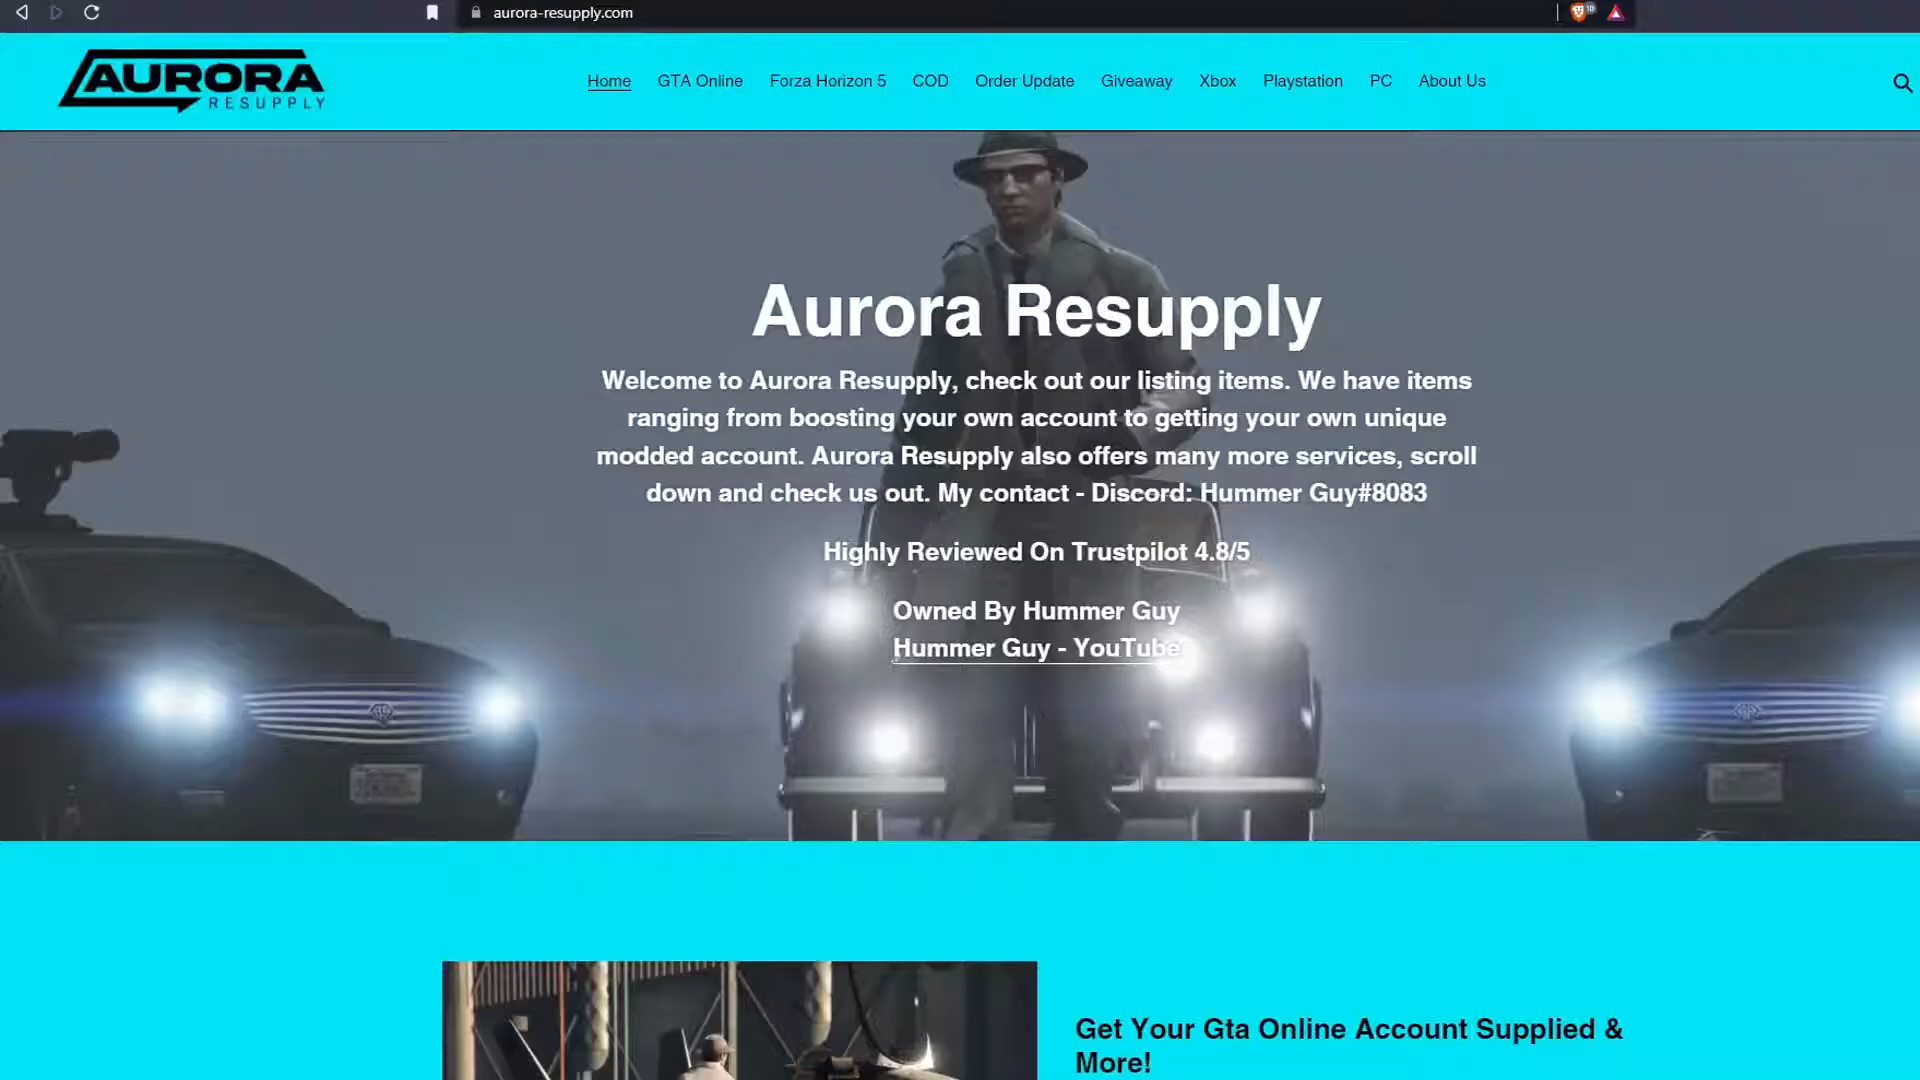 aurora-resupply.com
10
AURORA
RESUPPLY
Home GTA Online Forza Horizon 5 COD Order Update Giveaway Xbox Playstation PC About Us
Aurora Resupply
Welcome to Aurora Resupply, check out our listing items. We have items
ranging from boosting your own account to getting your own unique
modded account. Aurora Resupply also offers many more services, scroll
down and check us out. My contact - Discord: Hummer Guy#8083
Highly Reviewed On Trustpilot 4.8/5
Owned By Hummer Guy
Hummer Guy - YouTube
Get Your Gta Online Account Supplied &
More!